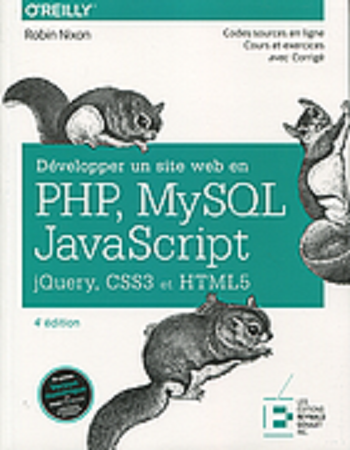 O'REILLY
Robin Nixon
Codes sources en ligne
Cours et exercices
avec Corrigé
Développer un site web en
PHP, MySQL
JavaScript
jQuery, CSS3 et HTML5
4e édition
LES
ÉDITIONS
REYNALD
GOULET
INC.